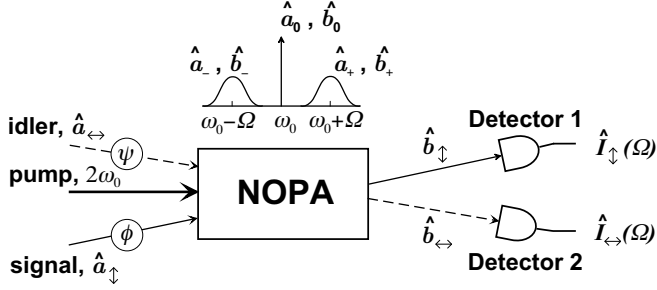 â₀ , b̂₀
â₋ , b̂₋
â₊ , b̂₊
ω₀−Ω ω₀ ω₀+Ω
idler, â↔
ψ
pump, 2ω₀
NOPA
ϕ
signal, â↕
b̂↕
b̂↔
Detector 1
Î↕(Ω)
Î↔(Ω)
Detector 2